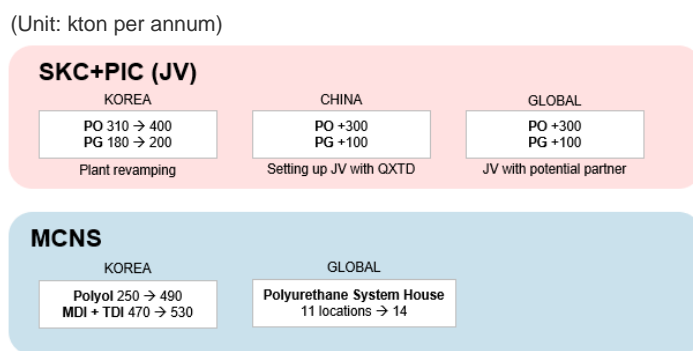 (Unit: kton per annum)
SKC+PIC (JV)
KOREA
PO 310 → 400
PG 180 → 200
Plant revamping
CHINA
PO +300
PG +100
Setting up JV with QXTD
GLOBAL
PO +300
PG +100
JV with potential partner
MCNS
KOREA
Polyol 250 → 490
MDI + TDI 470 → 530
GLOBAL
Polyurethane System House
11 locations → 14